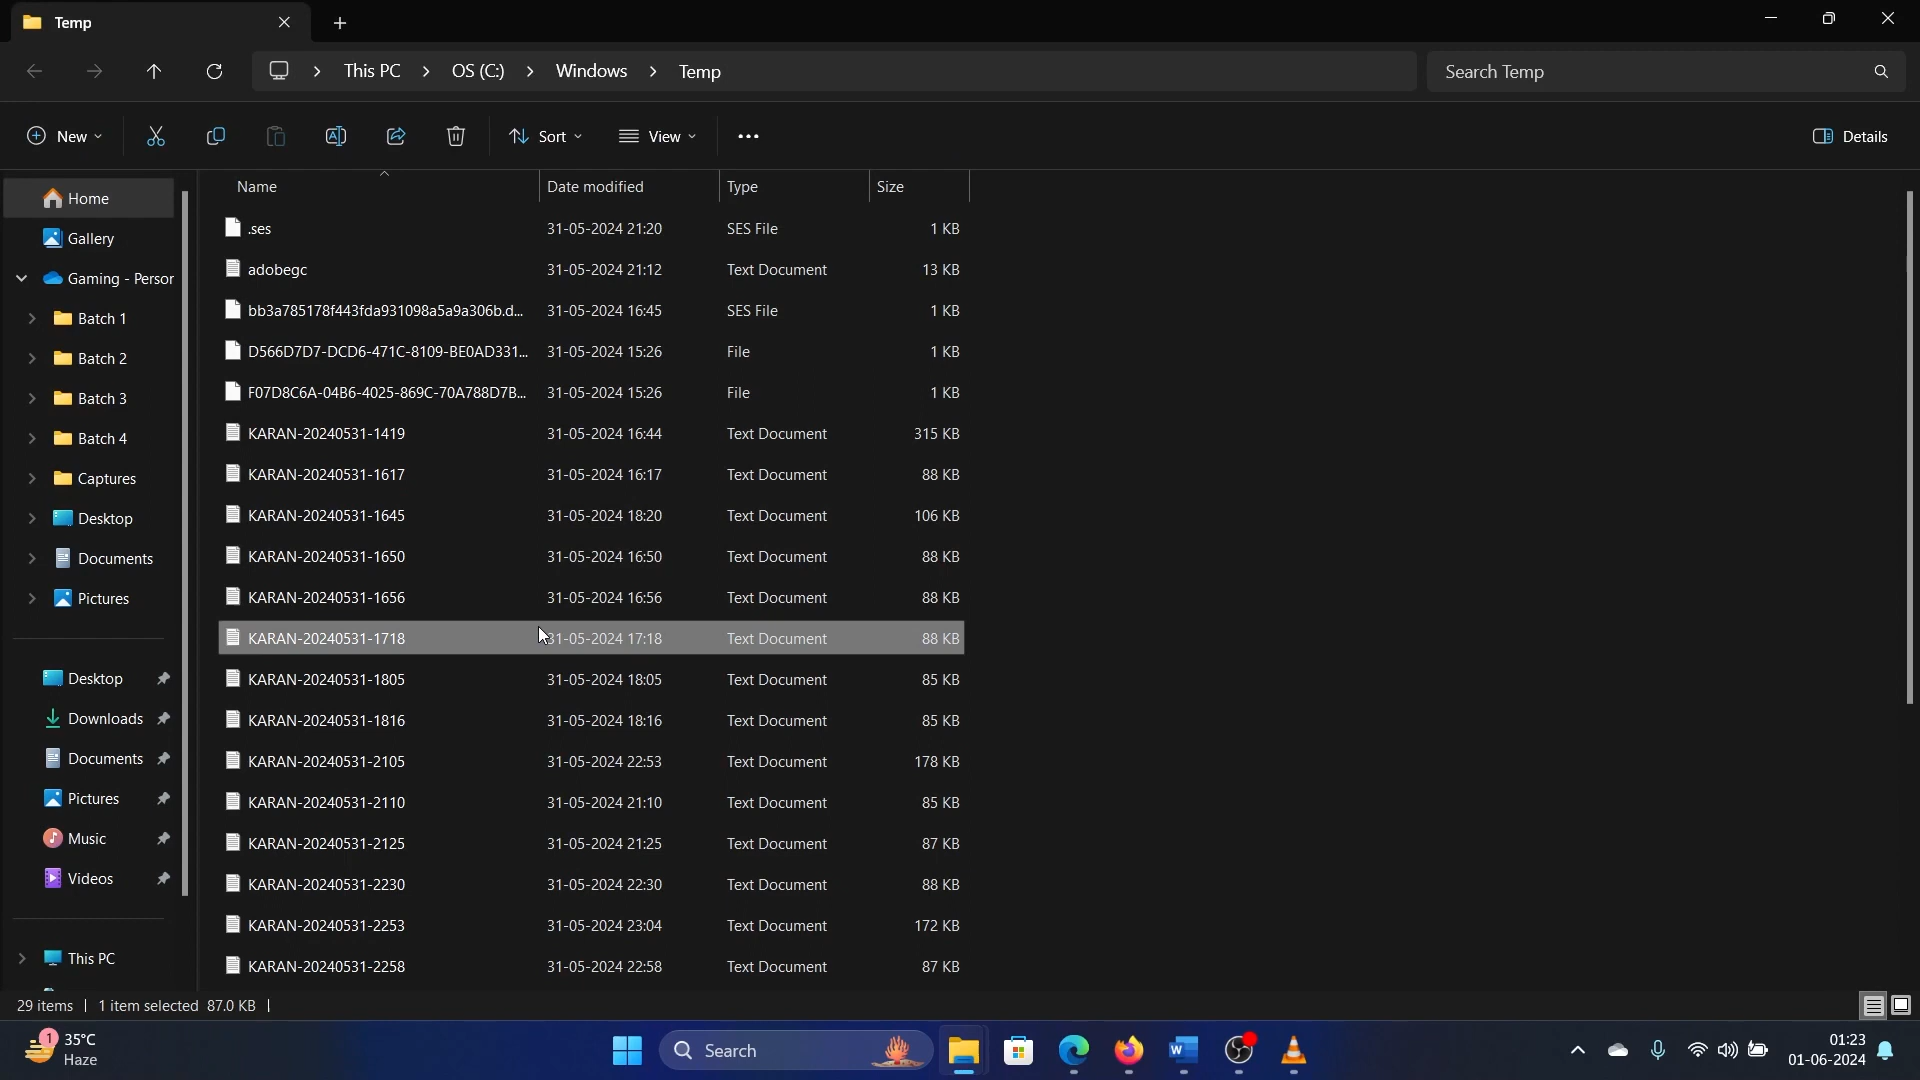 Temp
This PC > OS (C:) > Windows > Temp
Search Temp
New
Sort
View
Details
Home
Gallery
Gaming - Person
Batch 1
Batch 2
Batch 3
Batch 4
Captures
Desktop
Documents
Pictures
Desktop
Downloads
Documents
Pictures
Music
Videos
This PC
Name Date modified Type Size
.ses 31-05-2024 21:20 SES File 1 KB
adobegc 31-05-2024 21:12 Text Document 13 KB
bb3a785178f443fda931098a5a9a306b.d... 31-05-2024 16:45 SES File 1 KB
D566D7D7-DCD6-471C-8109-BE0AD331... 31-05-2024 15:26 File 1 KB
F07D8C6A-04B6-4025-869C-70A788D7B... 31-05-2024 15:26 File 1 KB
KARAN-20240531-1419 31-05-2024 16:44 Text Document 315 KB
KARAN-20240531-1617 31-05-2024 16:17 Text Document 88 KB
KARAN-20240531-1645 31-05-2024 18:20 Text Document 106 KB
KARAN-20240531-1650 31-05-2024 16:50 Text Document 88 KB
KARAN-20240531-1656 31-05-2024 16:56 Text Document 88 KB
KARAN-20240531-1718 31-05-2024 17:18 Text Document 88 KB
KARAN-20240531-1805 31-05-2024 18:05 Text Document 85 KB
KARAN-20240531-1816 31-05-2024 18:16 Text Document 85 KB
KARAN-20240531-2105 31-05-2024 22:53 Text Document 178 KB
KARAN-20240531-2110 31-05-2024 21:10 Text Document 85 KB
KARAN-20240531-2125 31-05-2024 21:25 Text Document 87 KB
KARAN-20240531-2230 31-05-2024 22:30 Text Document 88 KB
KARAN-20240531-2253 31-05-2024 23:04 Text Document 172 KB
KARAN-20240531-2258 31-05-2024 22:58 Text Document 87 KB
29 items | 1 item selected 87.0 KB |
1
35°C
Haze
Search
01:23
01-06-2024